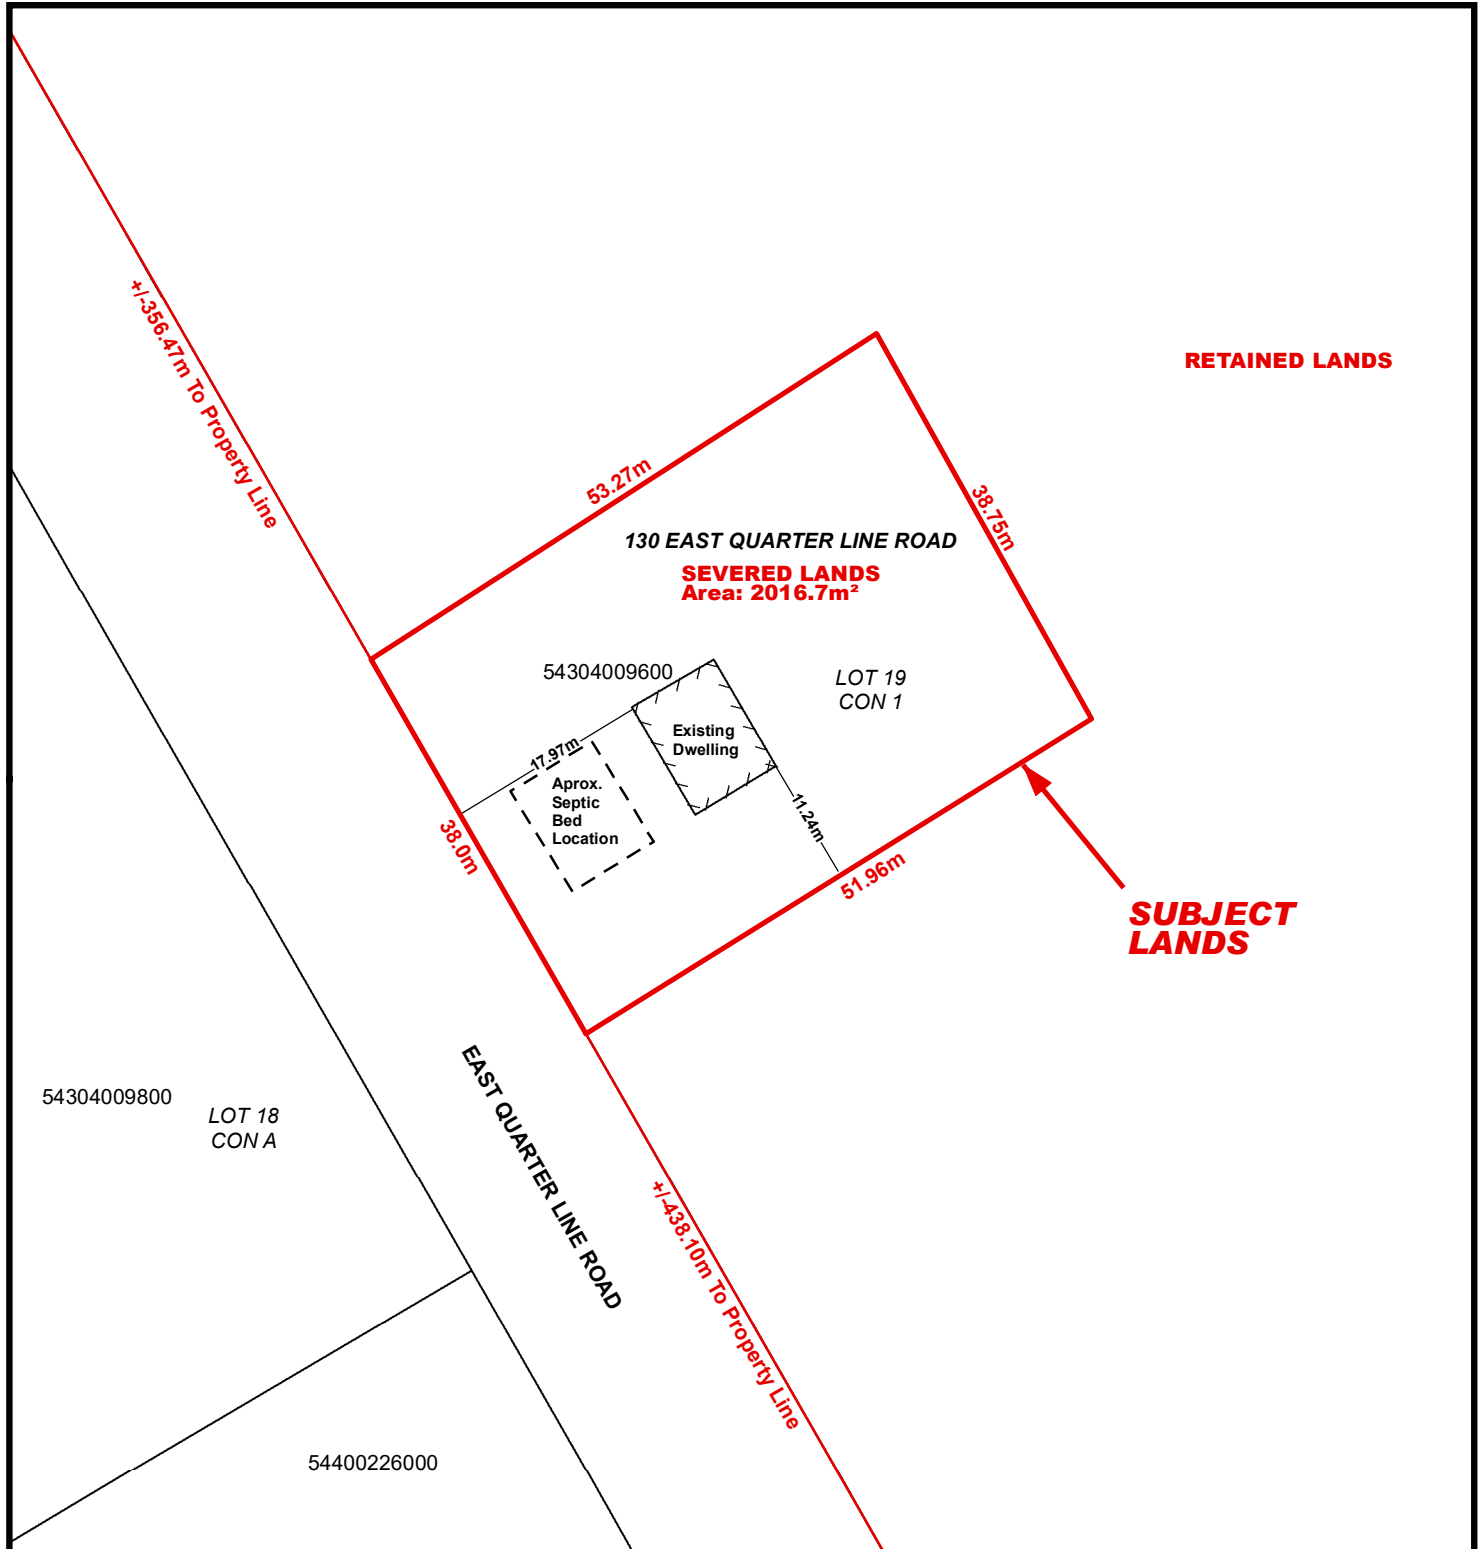 +/-356.47m To Property Line
RETAINED LANDS
53.27m
38.75m
130 EAST QUARTER LINE ROAD
SEVERED LANDS
Area: 2016.7m²
54304009600
LOT 19
CON 1
Existing
Dwelling
17.97m
Aprox.
Septic
Bed
Location
11.24m
38.0m
51.96m
SUBJECT
LANDS
EAST QUARTER LINE ROAD
54304009800
LOT 18
CON A
+/-438.10m To Property Line
54400226000